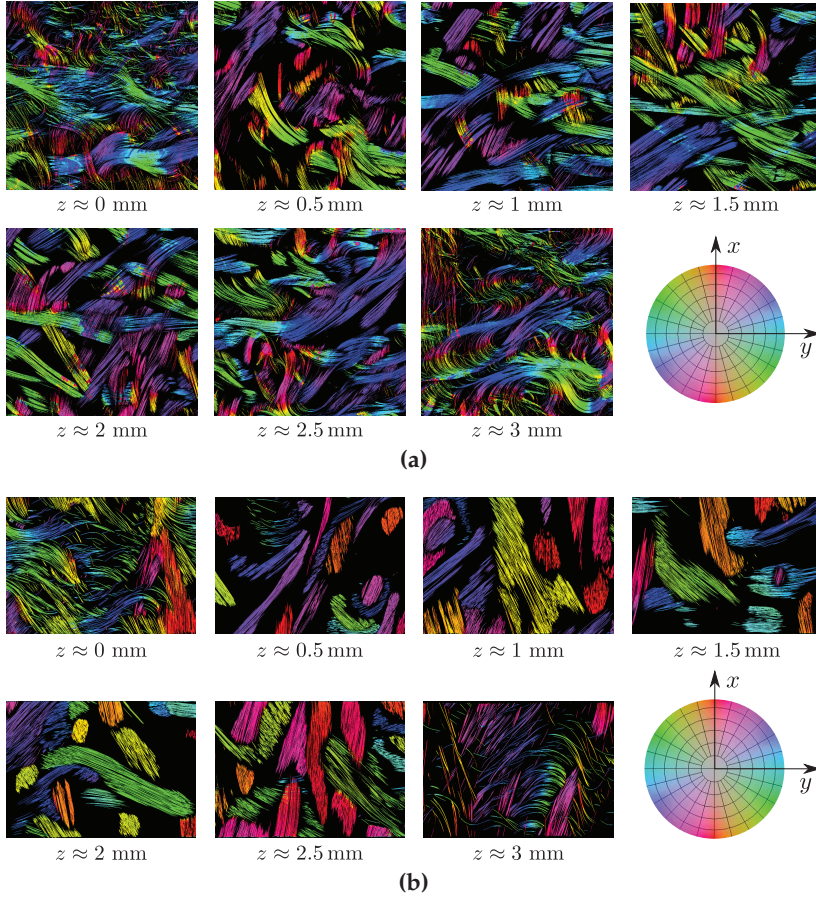 z ≈ 0 mm
z ≈ 0.5 mm
z ≈ 1 mm
z ≈ 1.5 mm
z ≈ 2 mm
z ≈ 2.5 mm
z ≈ 3 mm
x
y
(a)
z ≈ 0 mm
z ≈ 0.5 mm
z ≈ 1 mm
z ≈ 1.5 mm
x
y
z ≈ 2 mm
z ≈ 2.5 mm
z ≈ 3 mm
(b)